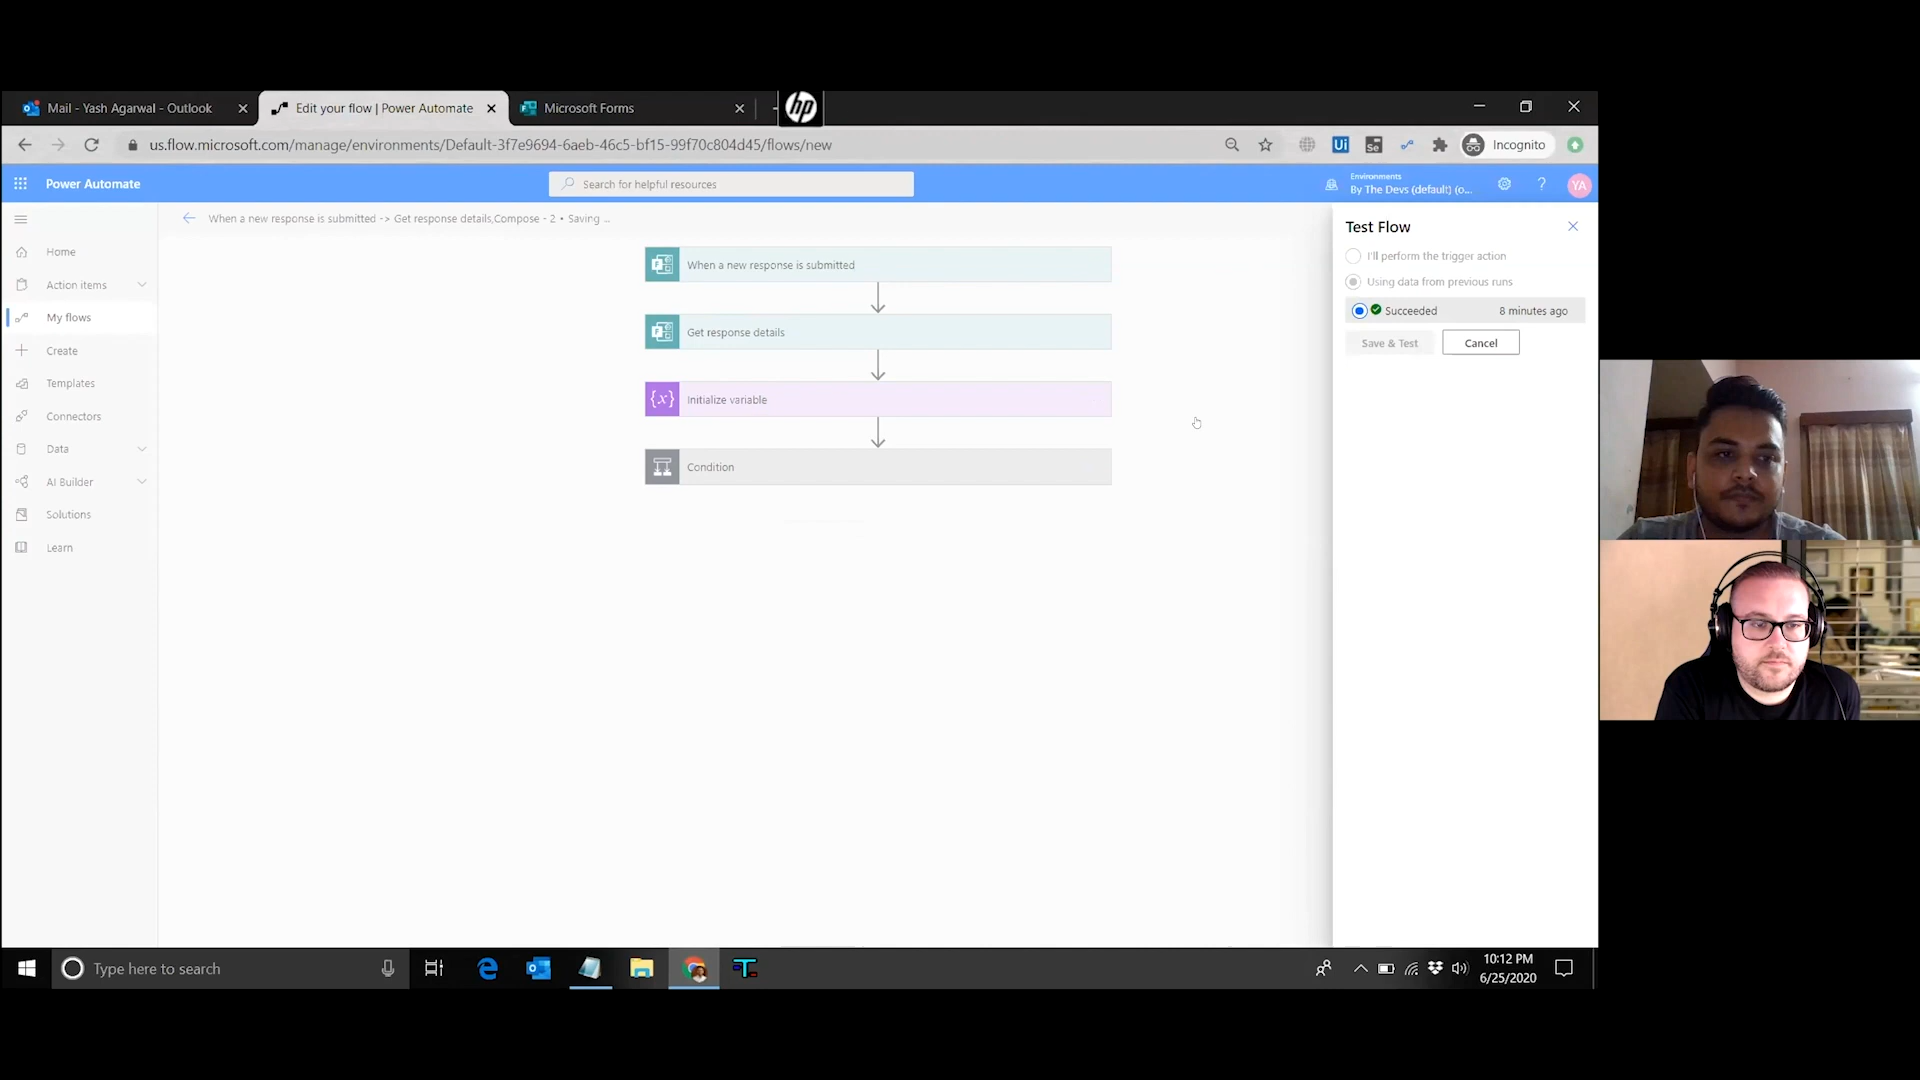 Mail - Yash Agarwal - Outlook
Edit your flow | Power Automate
Microsoft Forms
hp
us.flow.microsoft.com/manage/environments/Default-3f7e9694-6aeb-46c5-bf15-99f70c804d45/flows/new
Ui
Se
Incognito
Power Automate
Search for helpful resources
Environments
By The Devs (default) (o...
?
YA
When a new response is submitted -> Get response details,Compose - 2 • Saving ...
Home
Action items
My flows
Create
Templates
Connectors
Data
AI Builder
Solutions
Learn
When a new response is submitted
Get response details
{x} Initialize variable
Condition
Test Flow
I'll perform the trigger action
Using data from previous runs
Succeeded 8 minutes ago
Save & Test
Cancel
Type here to search
10:12 PM
6/25/2020